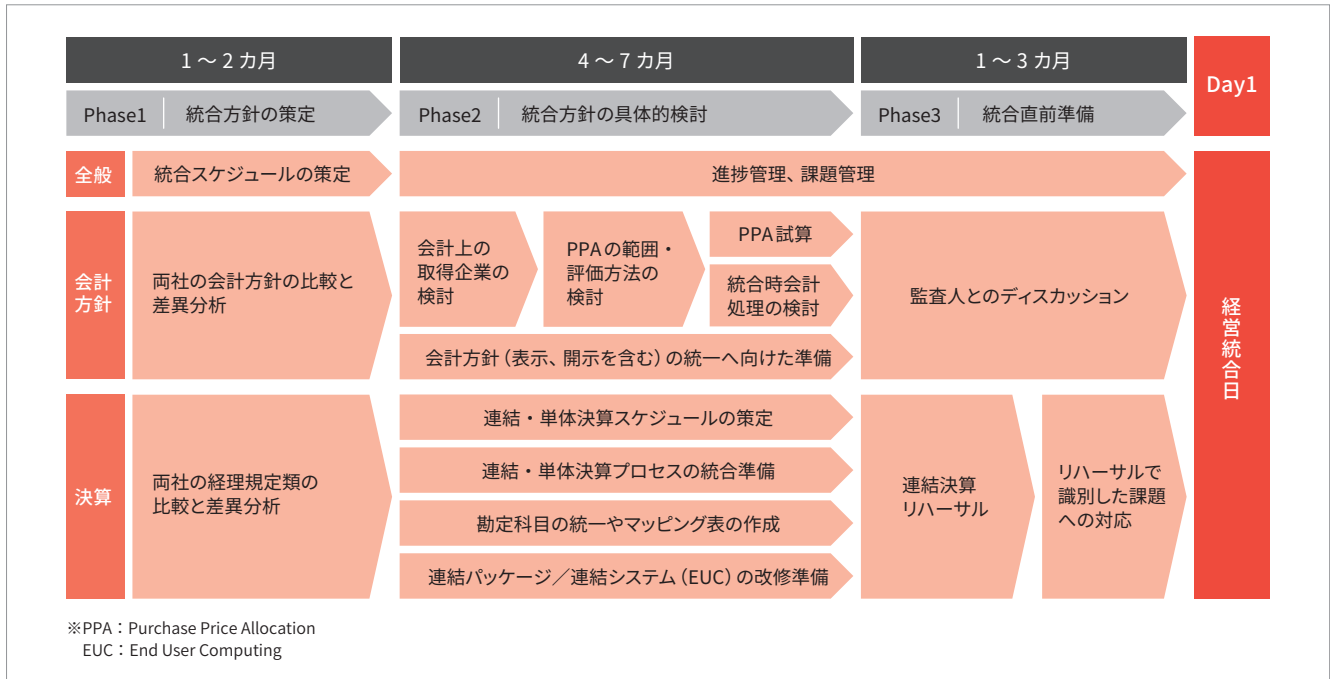 1 ～ 2 カ月
4 ～ 7 カ月
1 ～ 3 カ月
Day1
Phase1 統合方針の策定
Phase2 統合方針の具体的検討
Phase3 統合直前準備
全般
統合スケジュールの策定
進捗管理、課題管理
会計
方針
両社の会計方針の比較と
差異分析
会計上の
取得企業の
検討
PPAの範囲・
評価方法の
検討
PPA試算
統合時会計
処理の検討
会計方針（表示、開示を含む）の統一へ向けた準備
監査人とのディスカッション
決算
両社の経理規定類の
比較と差異分析
連結・単体決算スケジュールの策定
連結・単体決算プロセスの統合準備
勘定科目の統一やマッピング表の作成
連結パッケージ／連結システム（EUC）の改修準備
連結決算
リハーサル
リハーサルで
識別した課題
への対応
経営統合日
※PPA：Purchase Price Allocation
EUC：End User Computing